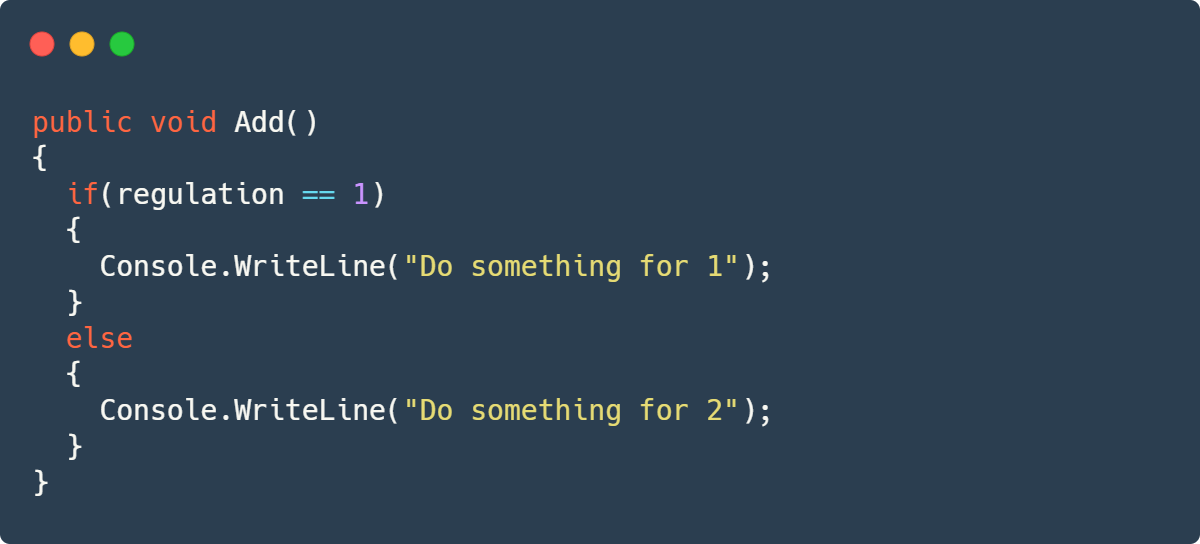 public void Add()
{
  if(regulation == 1)
  {
    Console.WriteLine("Do something for 1");
  }
  else
  {
    Console.WriteLine("Do something for 2");
  }
}